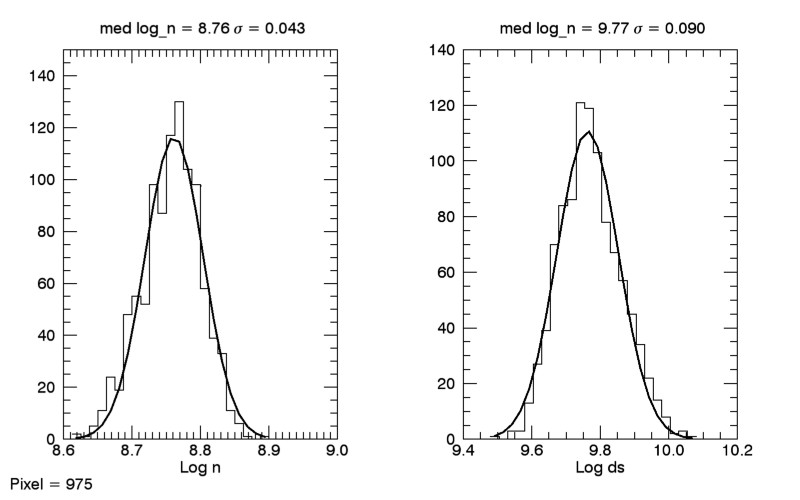 med log_n = 8.76 σ = 0.043
med log_n = 9.77 σ = 0.090
140
120
100
80
60
40
20
0
8.6 8.7 8.8 8.9 9.0
Log n
140
120
100
80
60
40
20
0
9.4 9.6 9.8 10.0 10.2
Log ds
Pixel = 975